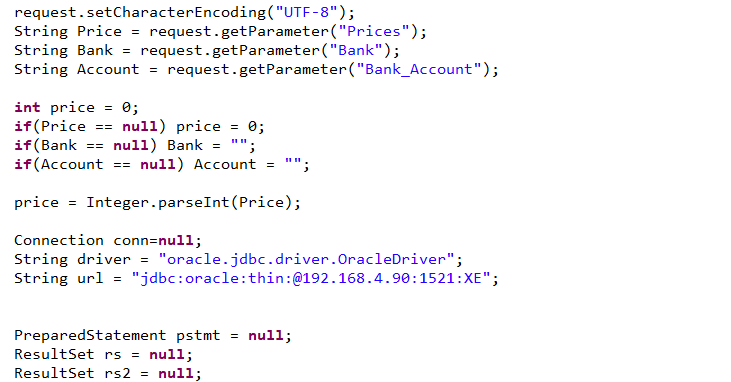 request.setCharacterEncoding("UTF-8");
String Price = request.getParameter("Prices");
String Bank = request.getParameter("Bank");
String Account = request.getParameter("Bank_Account");
int price = 0;
if(Price == null) price = 0;
if(Bank == null) Bank = "";
if(Account == null) Account = "";
price = Integer.parseInt(Price);
Connection conn=null;
String driver = "oracle.jdbc.driver.OracleDriver";
String url = "jdbc:oracle:thin:@192.168.4.90:1521:XE";
PreparedStatement pstmt = null;
ResultSet rs = null;
ResultSet rs2 = null;